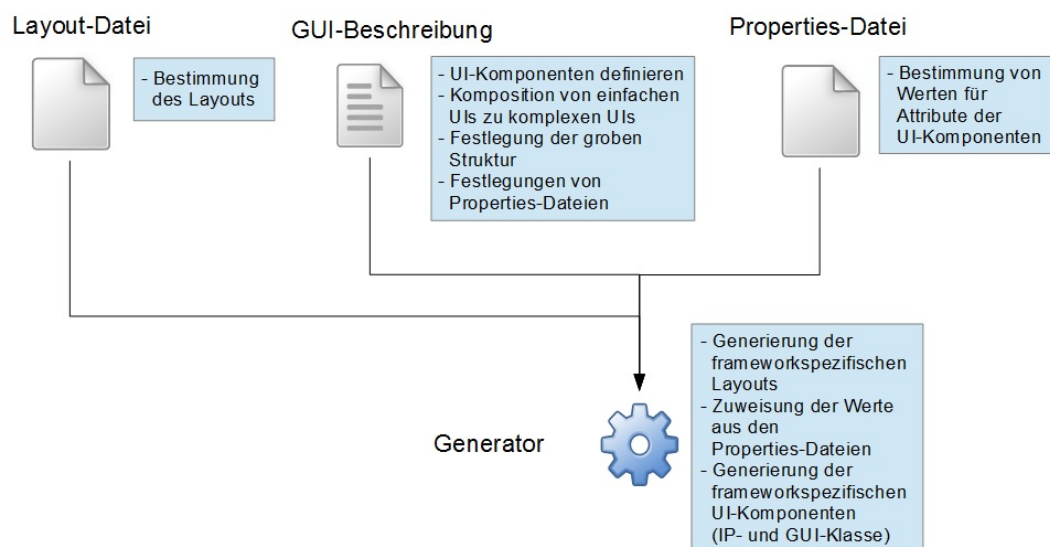 Layout-Datei
- Bestimmung
des Layouts
GUI-Beschreibung
- UI-Komponenten definieren
- Komposition von einfachen
UIs zu komplexen UIs
- Festlegung der groben
Struktur
- Festlegungen von
Properties-Dateien
Properties-Datei
- Bestimmung von
Werten für
Attribute der
UI-Komponenten
Generator
- Generierung der
frameworkspezifischen
Layouts
- Zuweisung der Werte
aus den
Properties-Dateien
- Generierung der
frameworkspezifischen
UI-Komponenten
(IP- und GUI-Klasse)